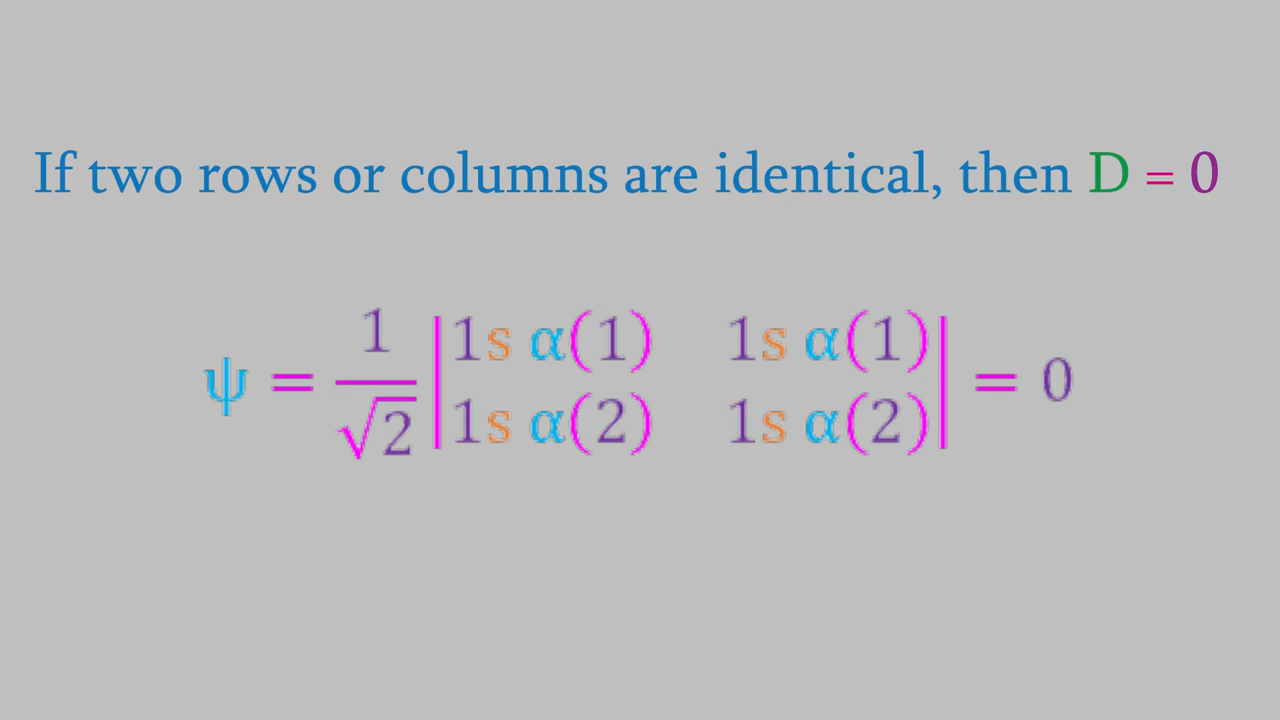 If two rows or columns are identical, then D = 0
ψ = 1/√2 |1s α(1) 1s α(1)| = 0
|1s α(2) 1s α(2)|